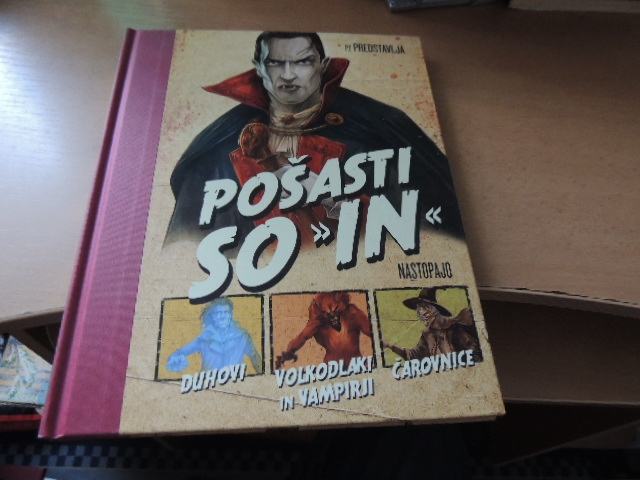 PREDSTAVLJA
POŠASTI
SO »IN«
NASTOPAJO
DUHOVI
VOLKODLAKI
IN VAMPIRJI
ČAROVNICE